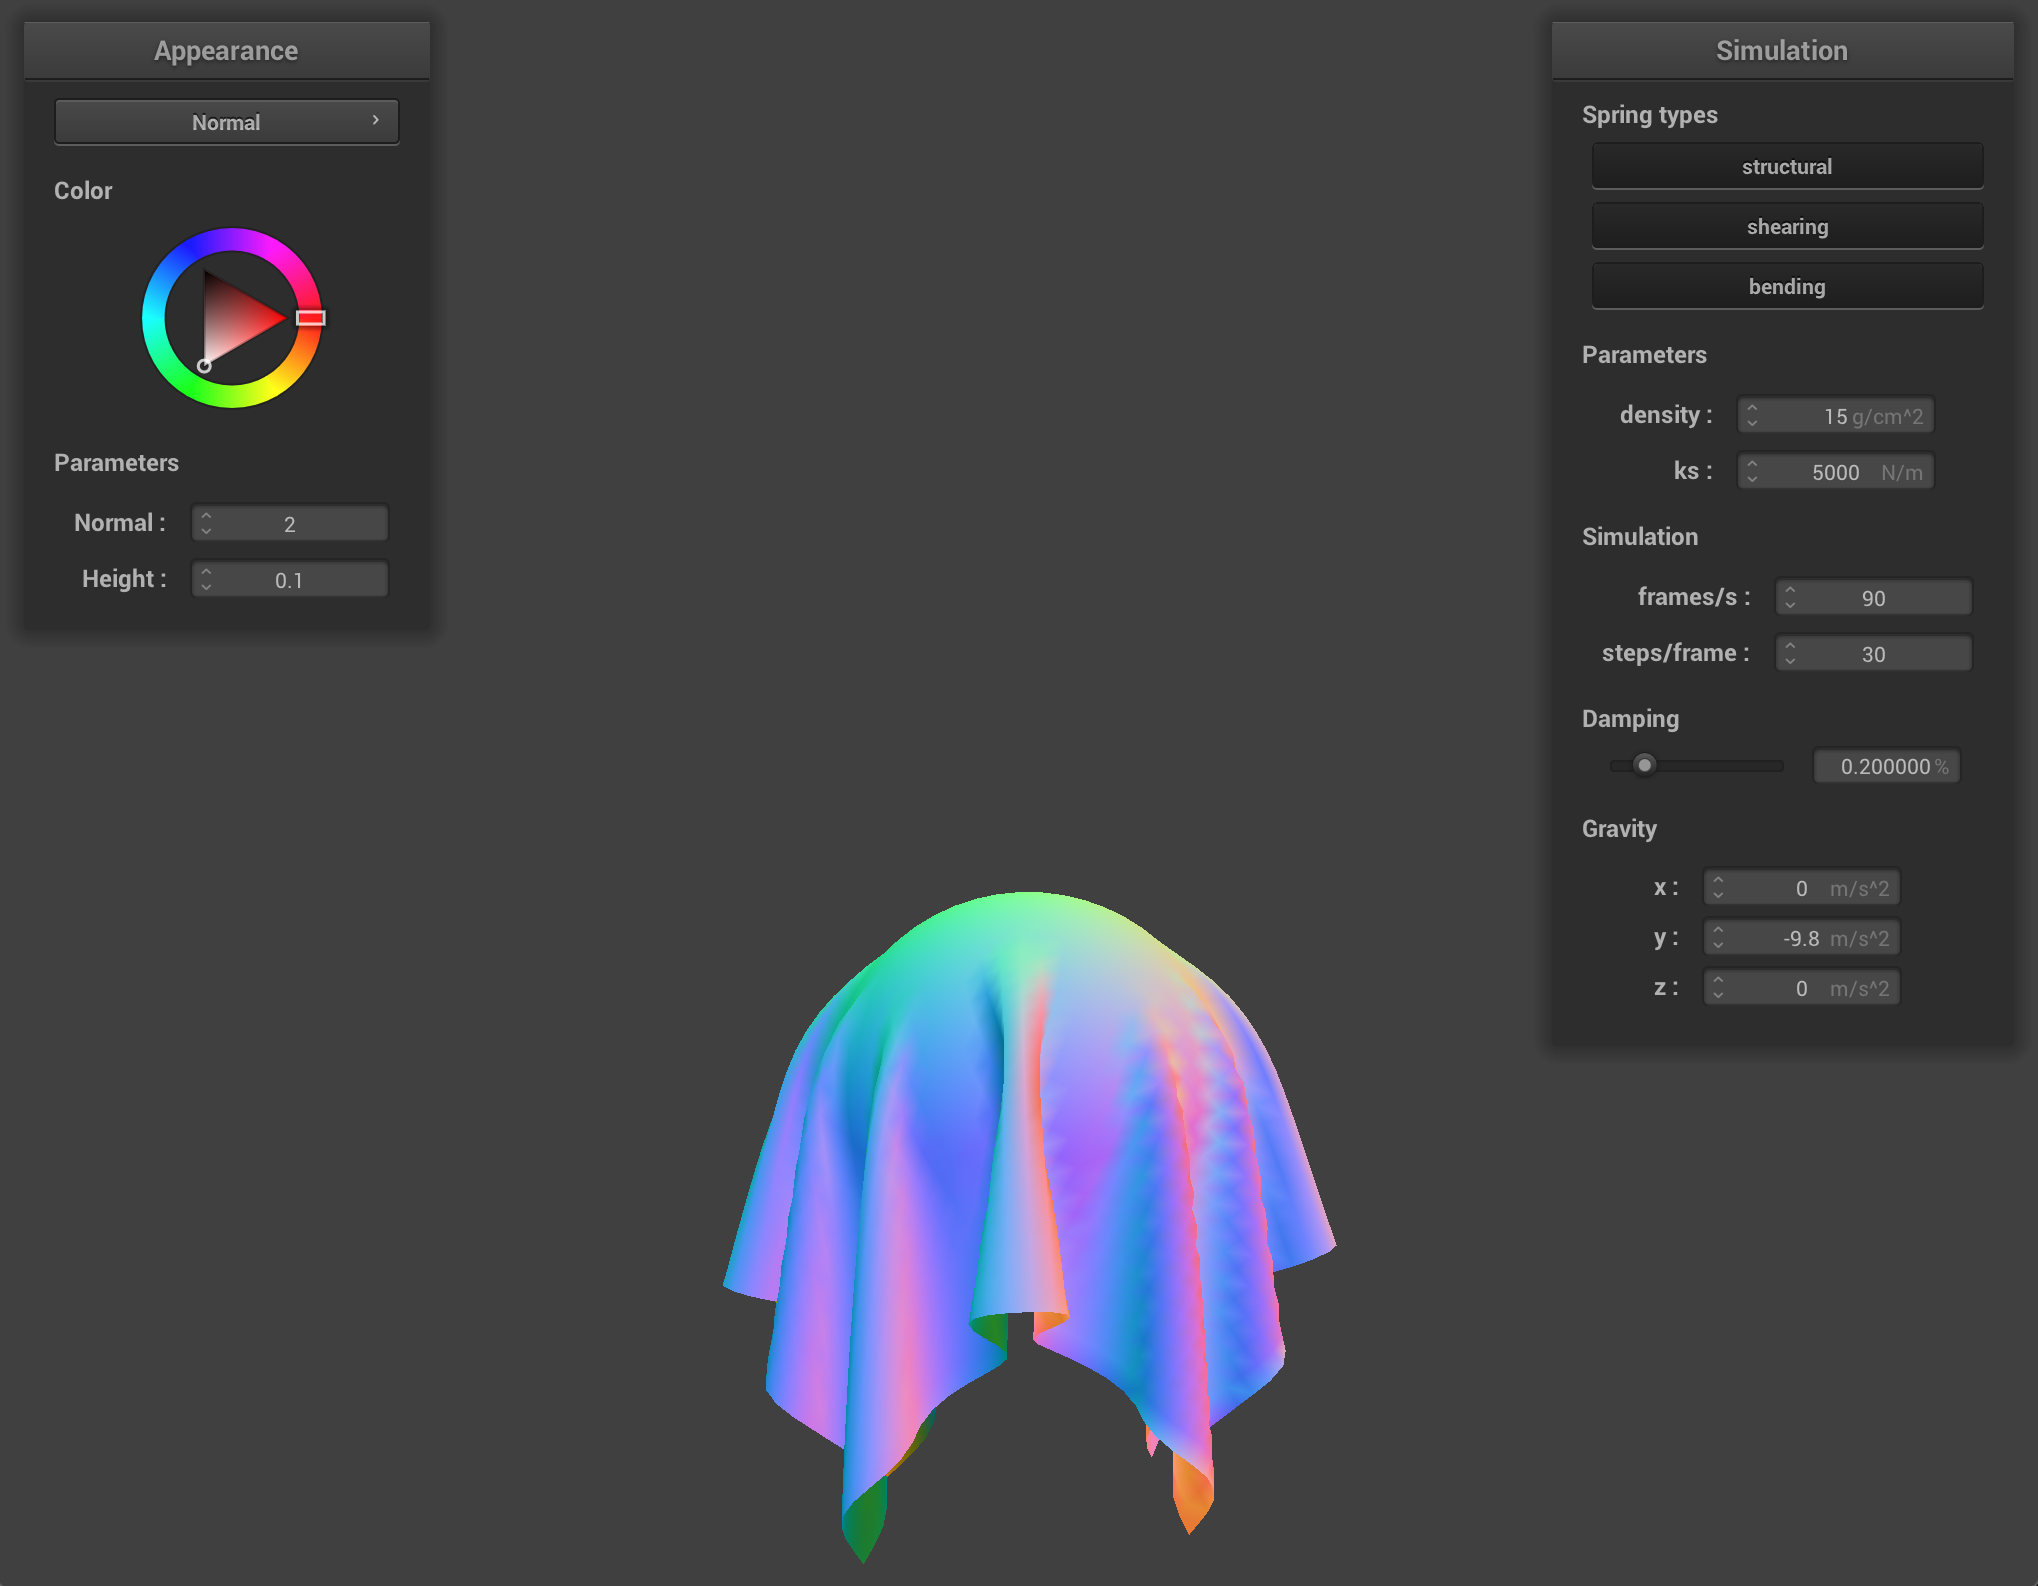 Appearance
Normal
Color
Parameters
Normal : 2
Height : 0.1
Simulation
Spring types
structural
shearing
bending
Parameters
density : 15 g/cm^2
ks : 5000 N/m
Simulation
frames/s : 90
steps/frame : 30
Damping
0.200000 %
Gravity
x : 0 m/s^2
y : -9.8 m/s^2
z : 0 m/s^2